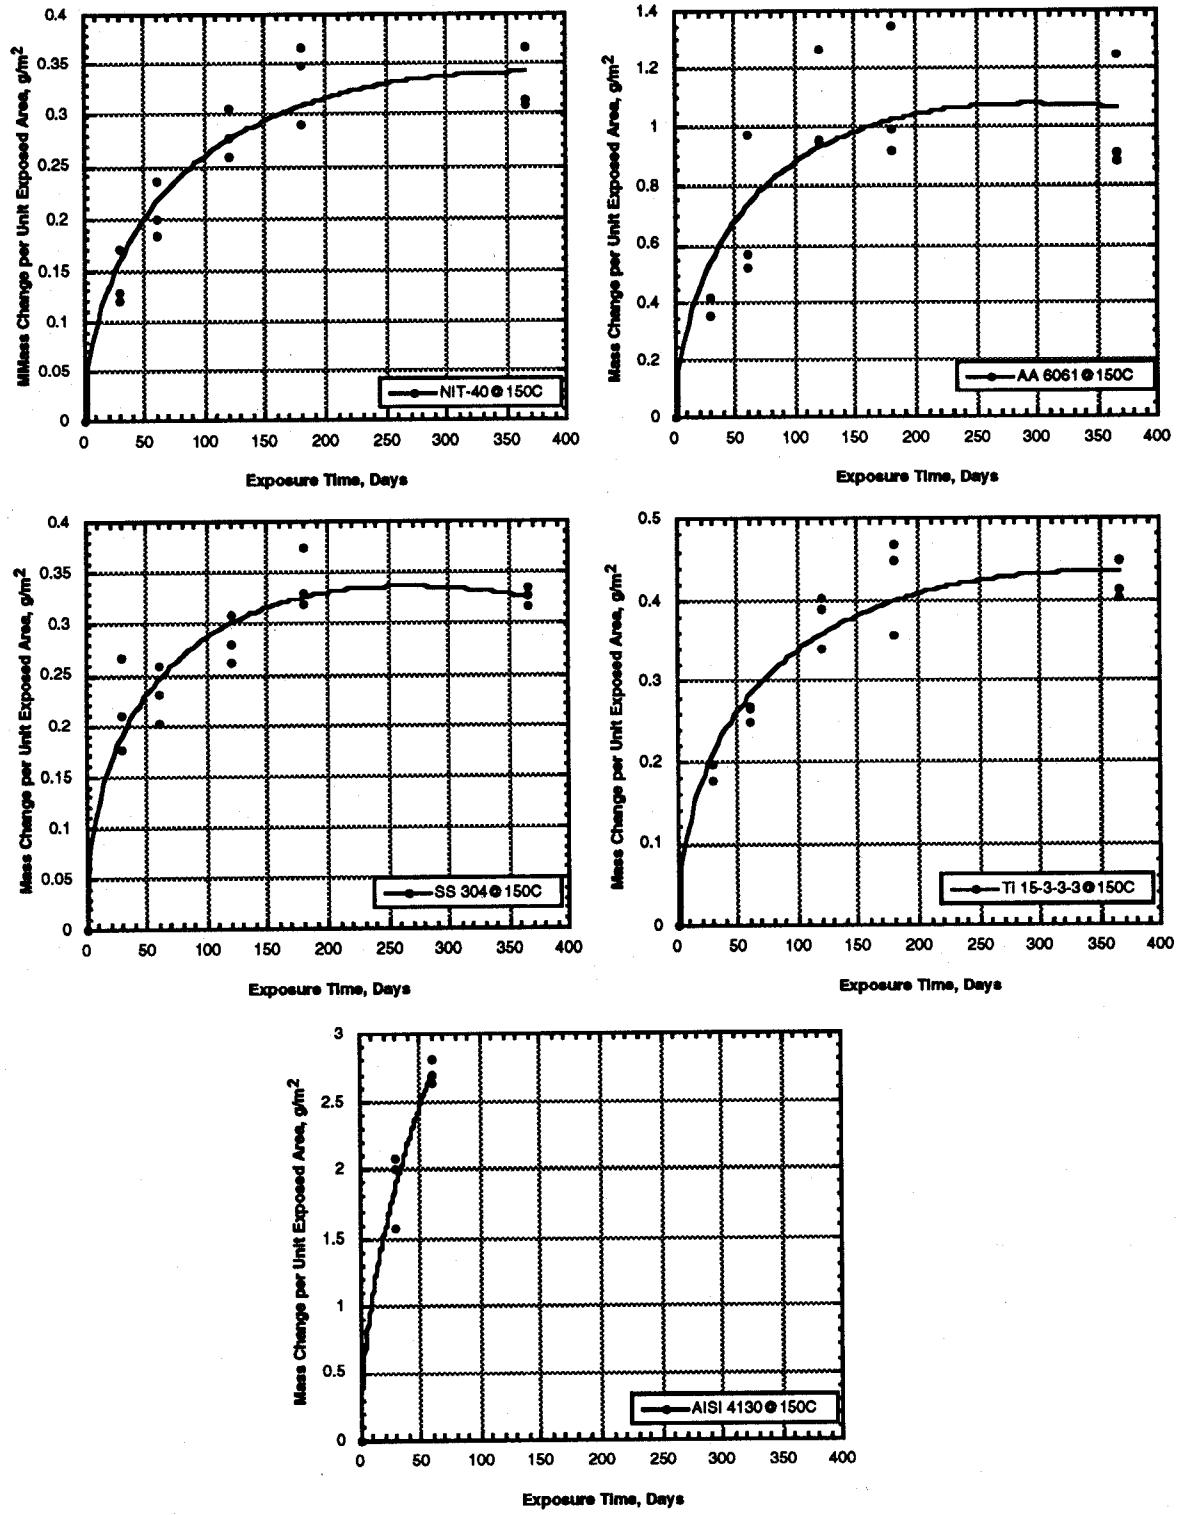 MMass Change per Unit Exposed Area, g/m2
0.4
0.35
0.3
0.25
0.2
0.15
0.1
0.05
0
NIT-40 @ 150C
0 50 100 150 200 250 300 350 400
Exposure Time, Days
Mass Change per Unit Exposed Area, g/m2
1.4
1.2
1
0.8
0.6
0.4
0.2
0
AA 6061 @ 150C
0 50 100 150 200 250 300 350 400
Exposure Time, Days
Mass Change per Unit Exposed Area, g/m2
0.4
0.35
0.3
0.25
0.2
0.15
0.1
0.05
0
SS 304 @ 150C
0 50 100 150 200 250 300 350 400
Exposure Time, Days
Mass Change per Unit Exposed Area, g/m2
0.5
0.4
0.3
0.2
0.1
0
Ti 15-3-3-3 @ 150C
0 50 100 150 200 250 300 350 400
Exposure Time, Days
Mass Change per Unit Exposed Area, g/m2
3
2.5
2
1.5
1
0.5
0
AISI 4130 @ 150C
0 50 100 150 200 250 300 350 400
Exposure Time, Days